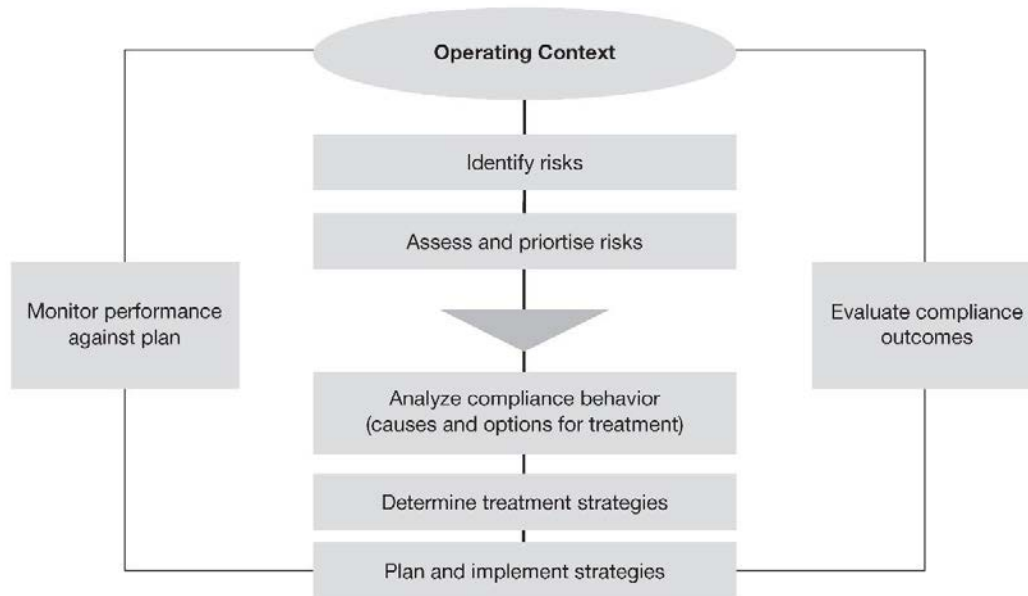 Operating Context
Identify risks
Assess and priortise risks
Monitor performance
against plan
Evaluate compliance
outcomes
Analyze compliance behavior
(causes and options for treatment)
Determine treatment strategies
Plan and implement strategies